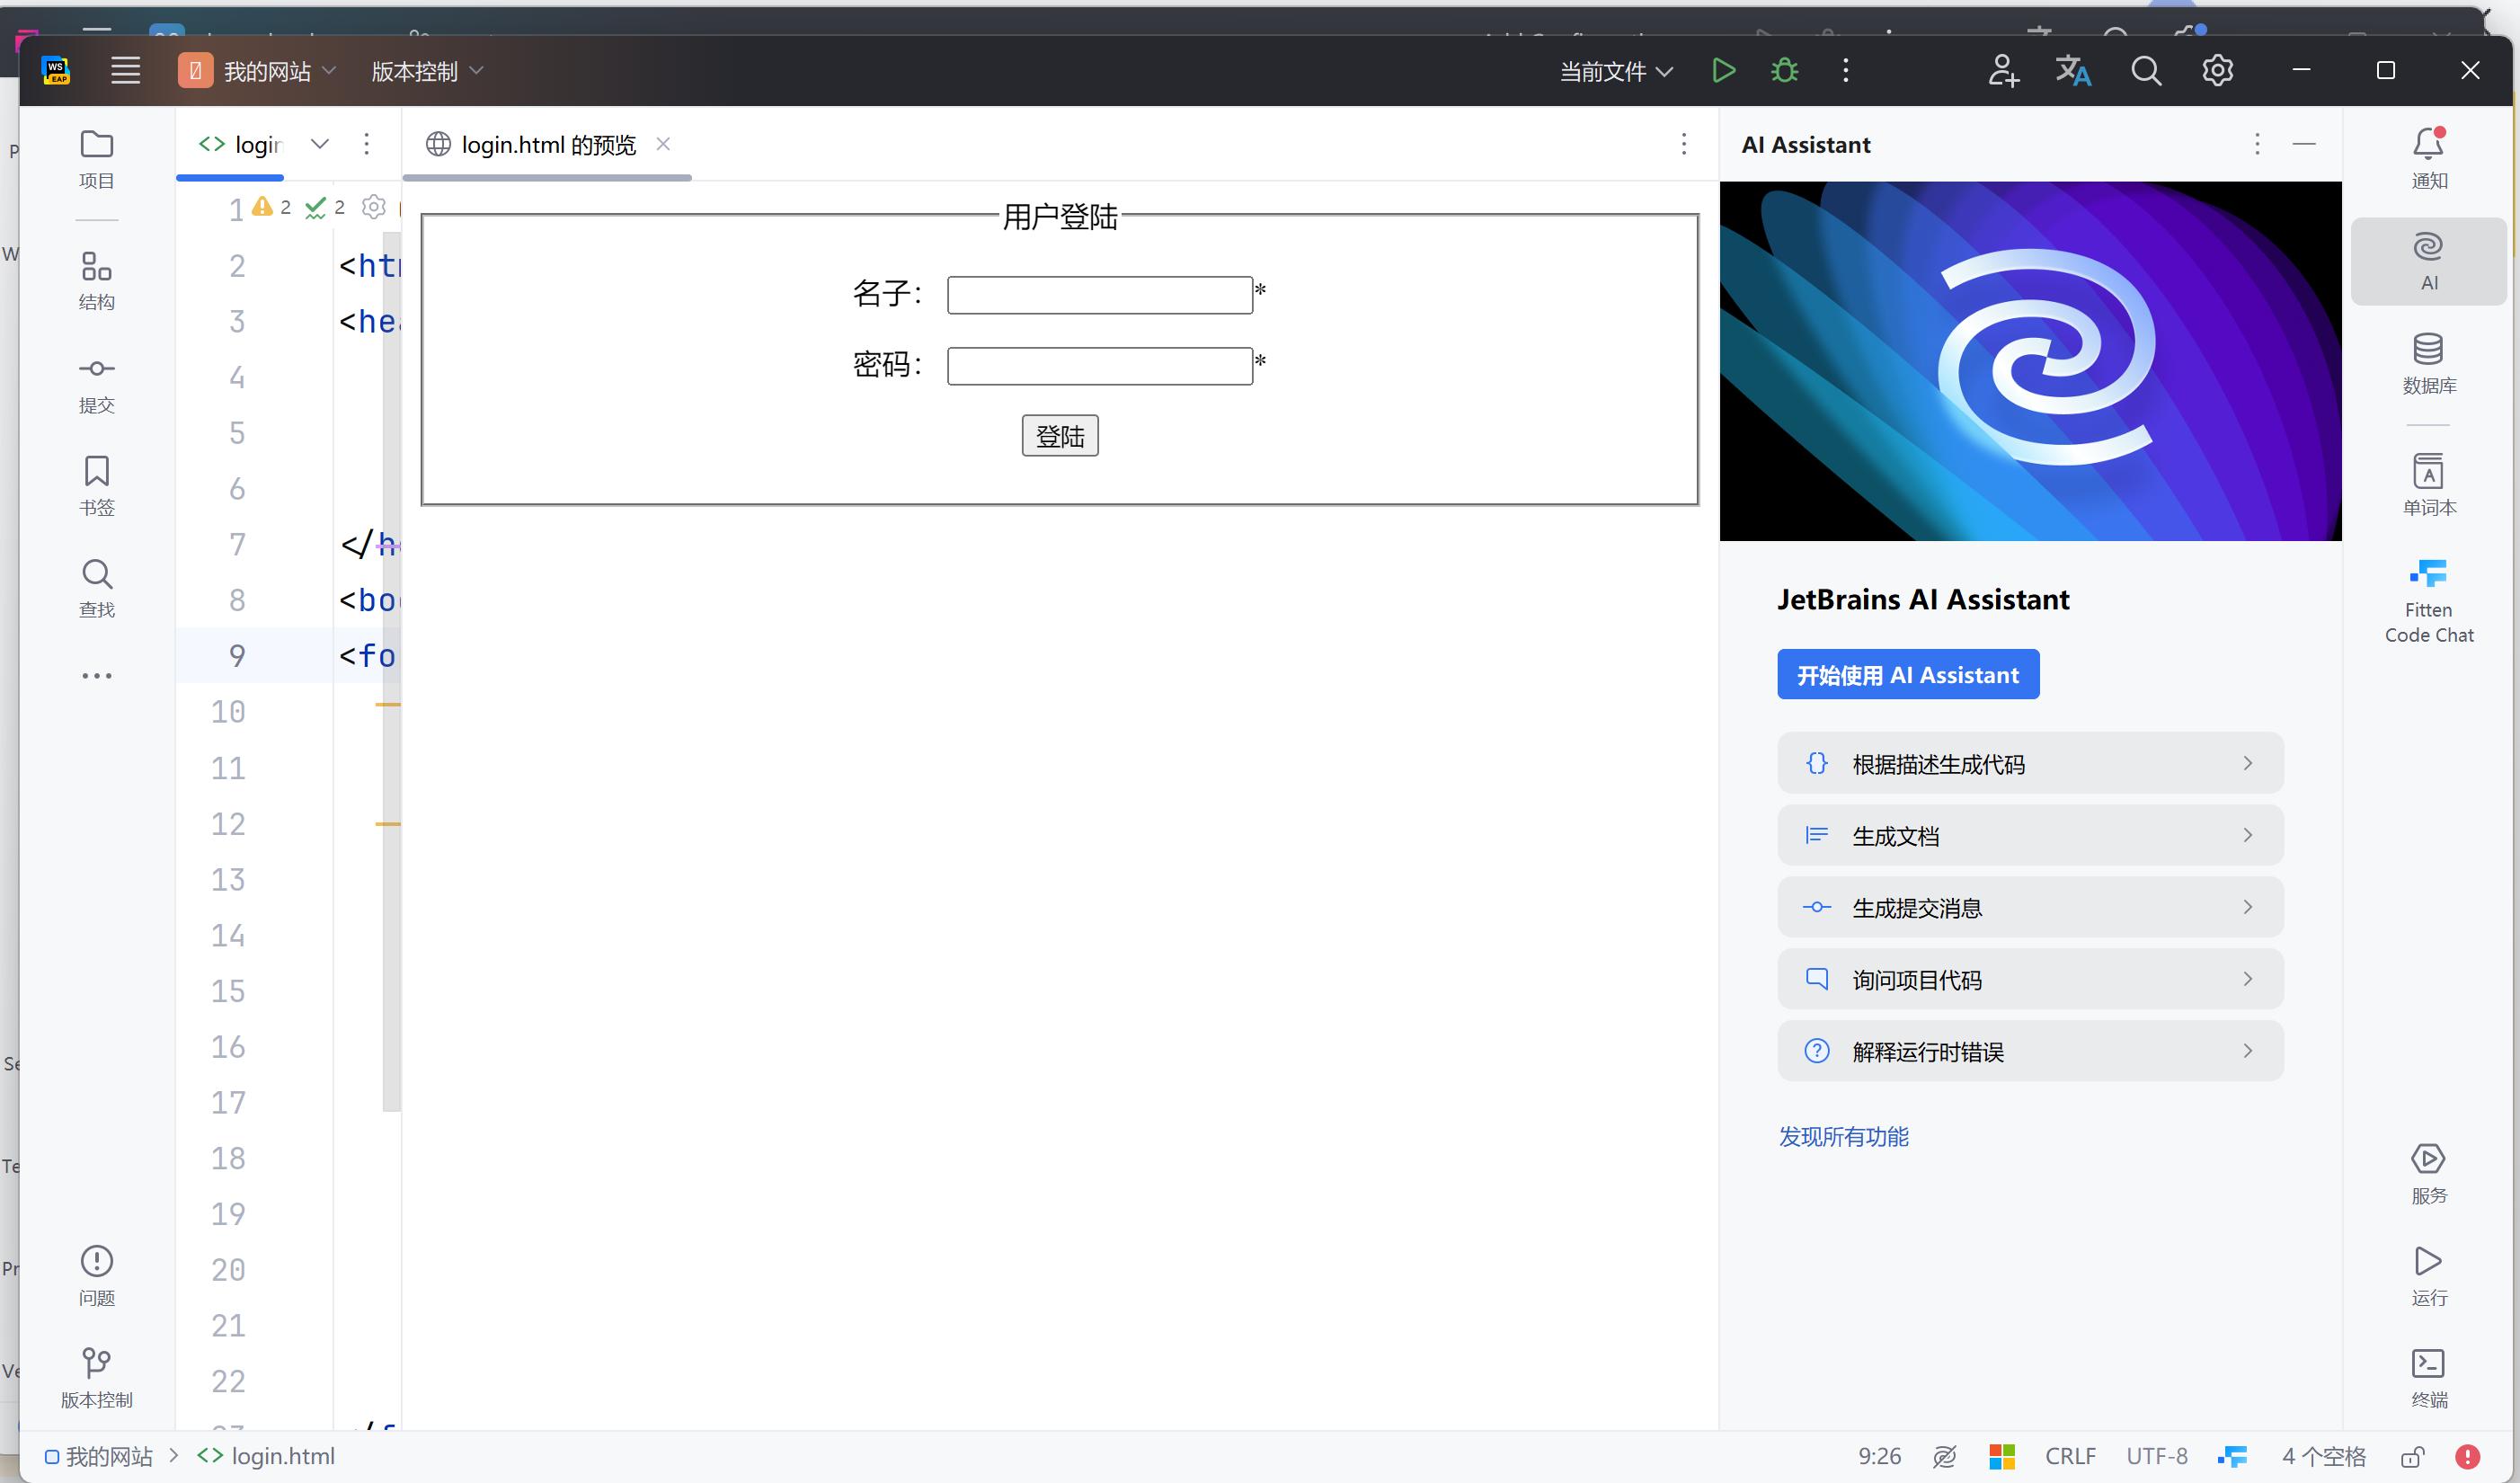 我的网站
版本控制
当前文件
项目
结构
提交
书签
查找
问题
版本控制
login.html 的预览
1
2
2
2
3
4
5
6
7
8
9
10
11
12
13
14
15
16
17
18
19
20
21
22
用户登陆
名子：
*
密码：
*
登陆
AI Assistant
JetBrains AI Assistant
开始使用 AI Assistant
根据描述生成代码
生成文档
生成提交消息
询问项目代码
解释运行时错误
发现所有功能
通知
AI
数据库
单词本
Fitten
Code Chat
服务
运行
终端
我的网站
login.html
9:26
CRLF
UTF-8
4 个空格